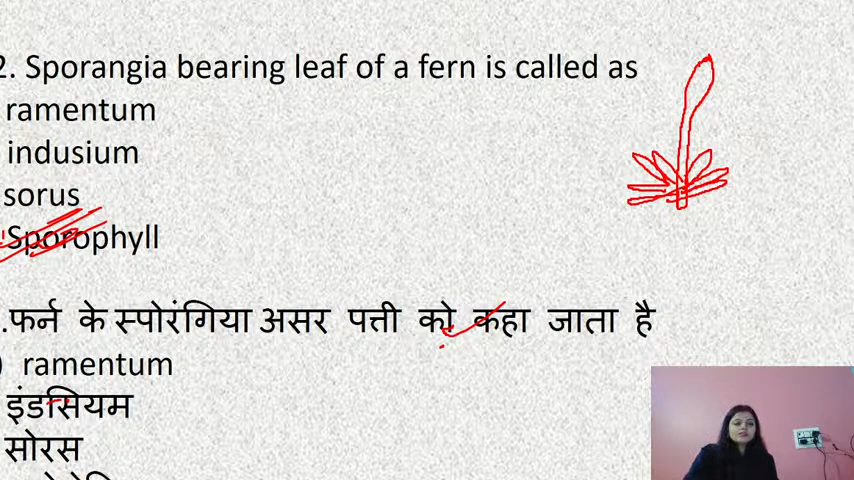 2. Sporangia bearing leaf of a fern is called as
ramentum
indusium
sorus
Sporophyll
.फर्न के स्पोरंगिया असर पत्ती को कहा जाता है
) ramentum
इंडसियम
सोरस